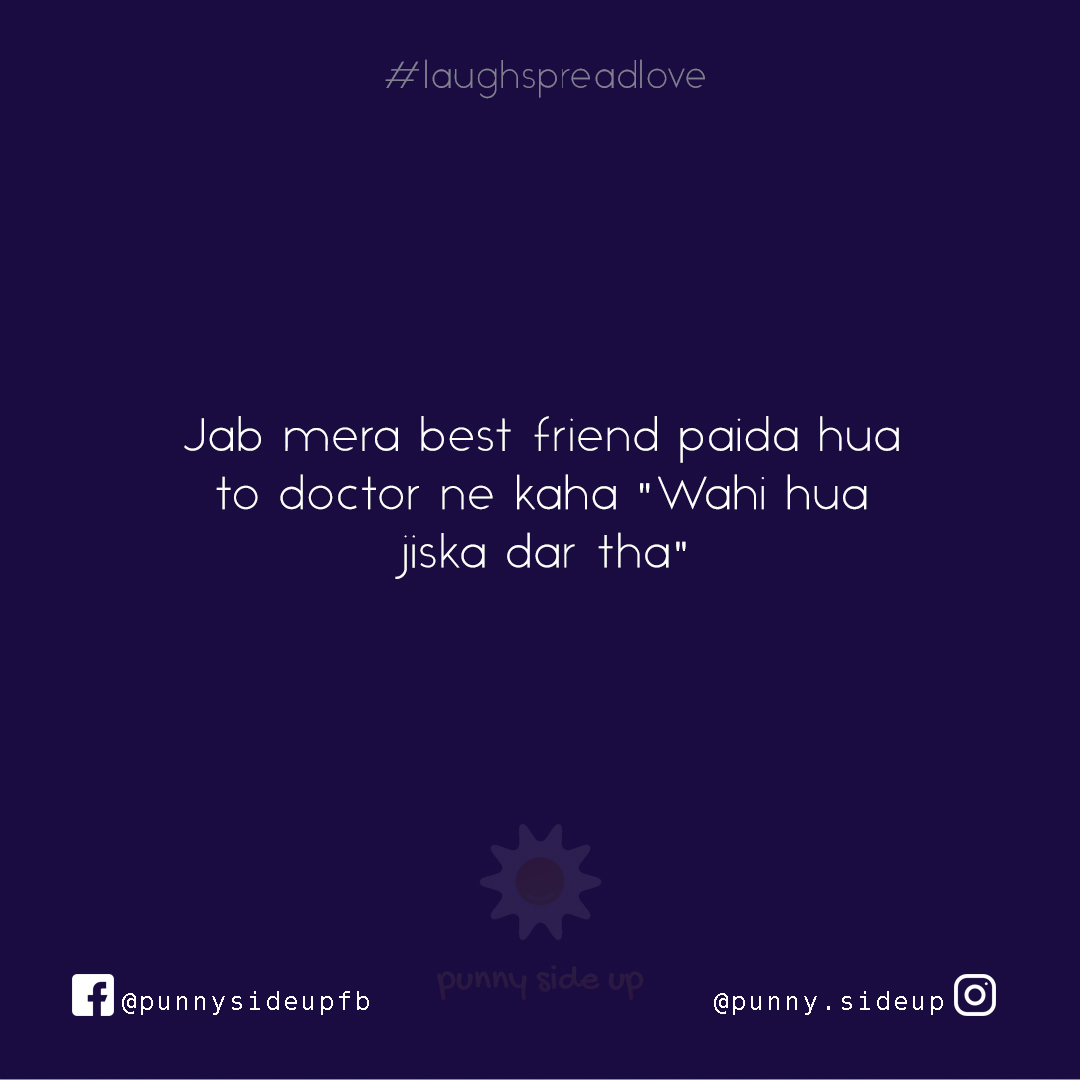 #laughspreadlove
Jab mera best friend paida hua
to doctor ne kaha "Wahi hua
jiska dar tha"
punny side up
@punnysideupfb
@punny.sideup